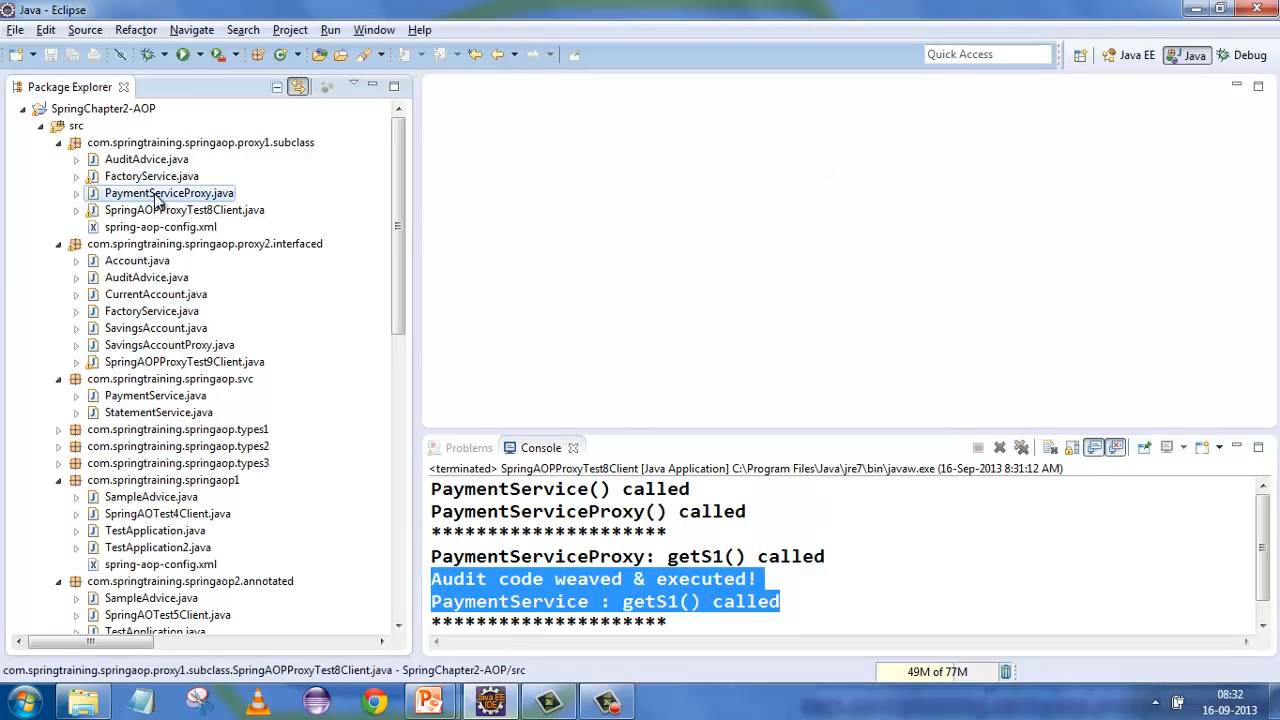 Java - Eclipse
File Edit Source Refactor Navigate Search Project Run Window Help
Quick Access
Java EE
Java
Debug
Package Explorer
SpringChapter2-AOP
src
com.springtraining.springaop.proxy1.subclass
AuditAdvice.java
FactoryService.java
PaymentServiceProxy.java
SpringAOPProxyTest8Client.java
spring-aop-config.xml
com.springtraining.springaop.proxy2.interfaced
Account.java
AuditAdvice.java
CurrentAccount.java
FactoryService.java
SavingsAccount.java
SavingsAccountProxy.java
SpringAOPProxyTest9Client.java
com.springtraining.springaop.svc
PaymentService.java
StatementService.java
com.springtraining.springaop.types1
com.springtraining.springaop.types2
com.springtraining.springaop.types3
com.springtraining.springaop1
SampleAdvice.java
SpringAOTest4Client.java
TestApplication.java
TestApplication2.java
spring-aop-config.xml
com.springtraining.springaop2.annotated
SampleAdvice.java
SpringAOTest5Client.java
TestApplication.java
Problems
Console
<terminated> SpringAOPProxyTest8Client [Java Application] C:\Program Files\Java\jre7\bin\javaw.exe (16-Sep-2013 8:31:12 AM)
PaymentService() called
PaymentServiceProxy() called
*********************
PaymentServiceProxy: getS1() called
Audit code weaved & executed!
PaymentService : getS1() called
*********************
com.springtraining.springaop.proxy1.subclass.SpringAOPProxyTest8Client.java - SpringChapter2-AOP/src
49M of 77M
08:32
16-09-2013